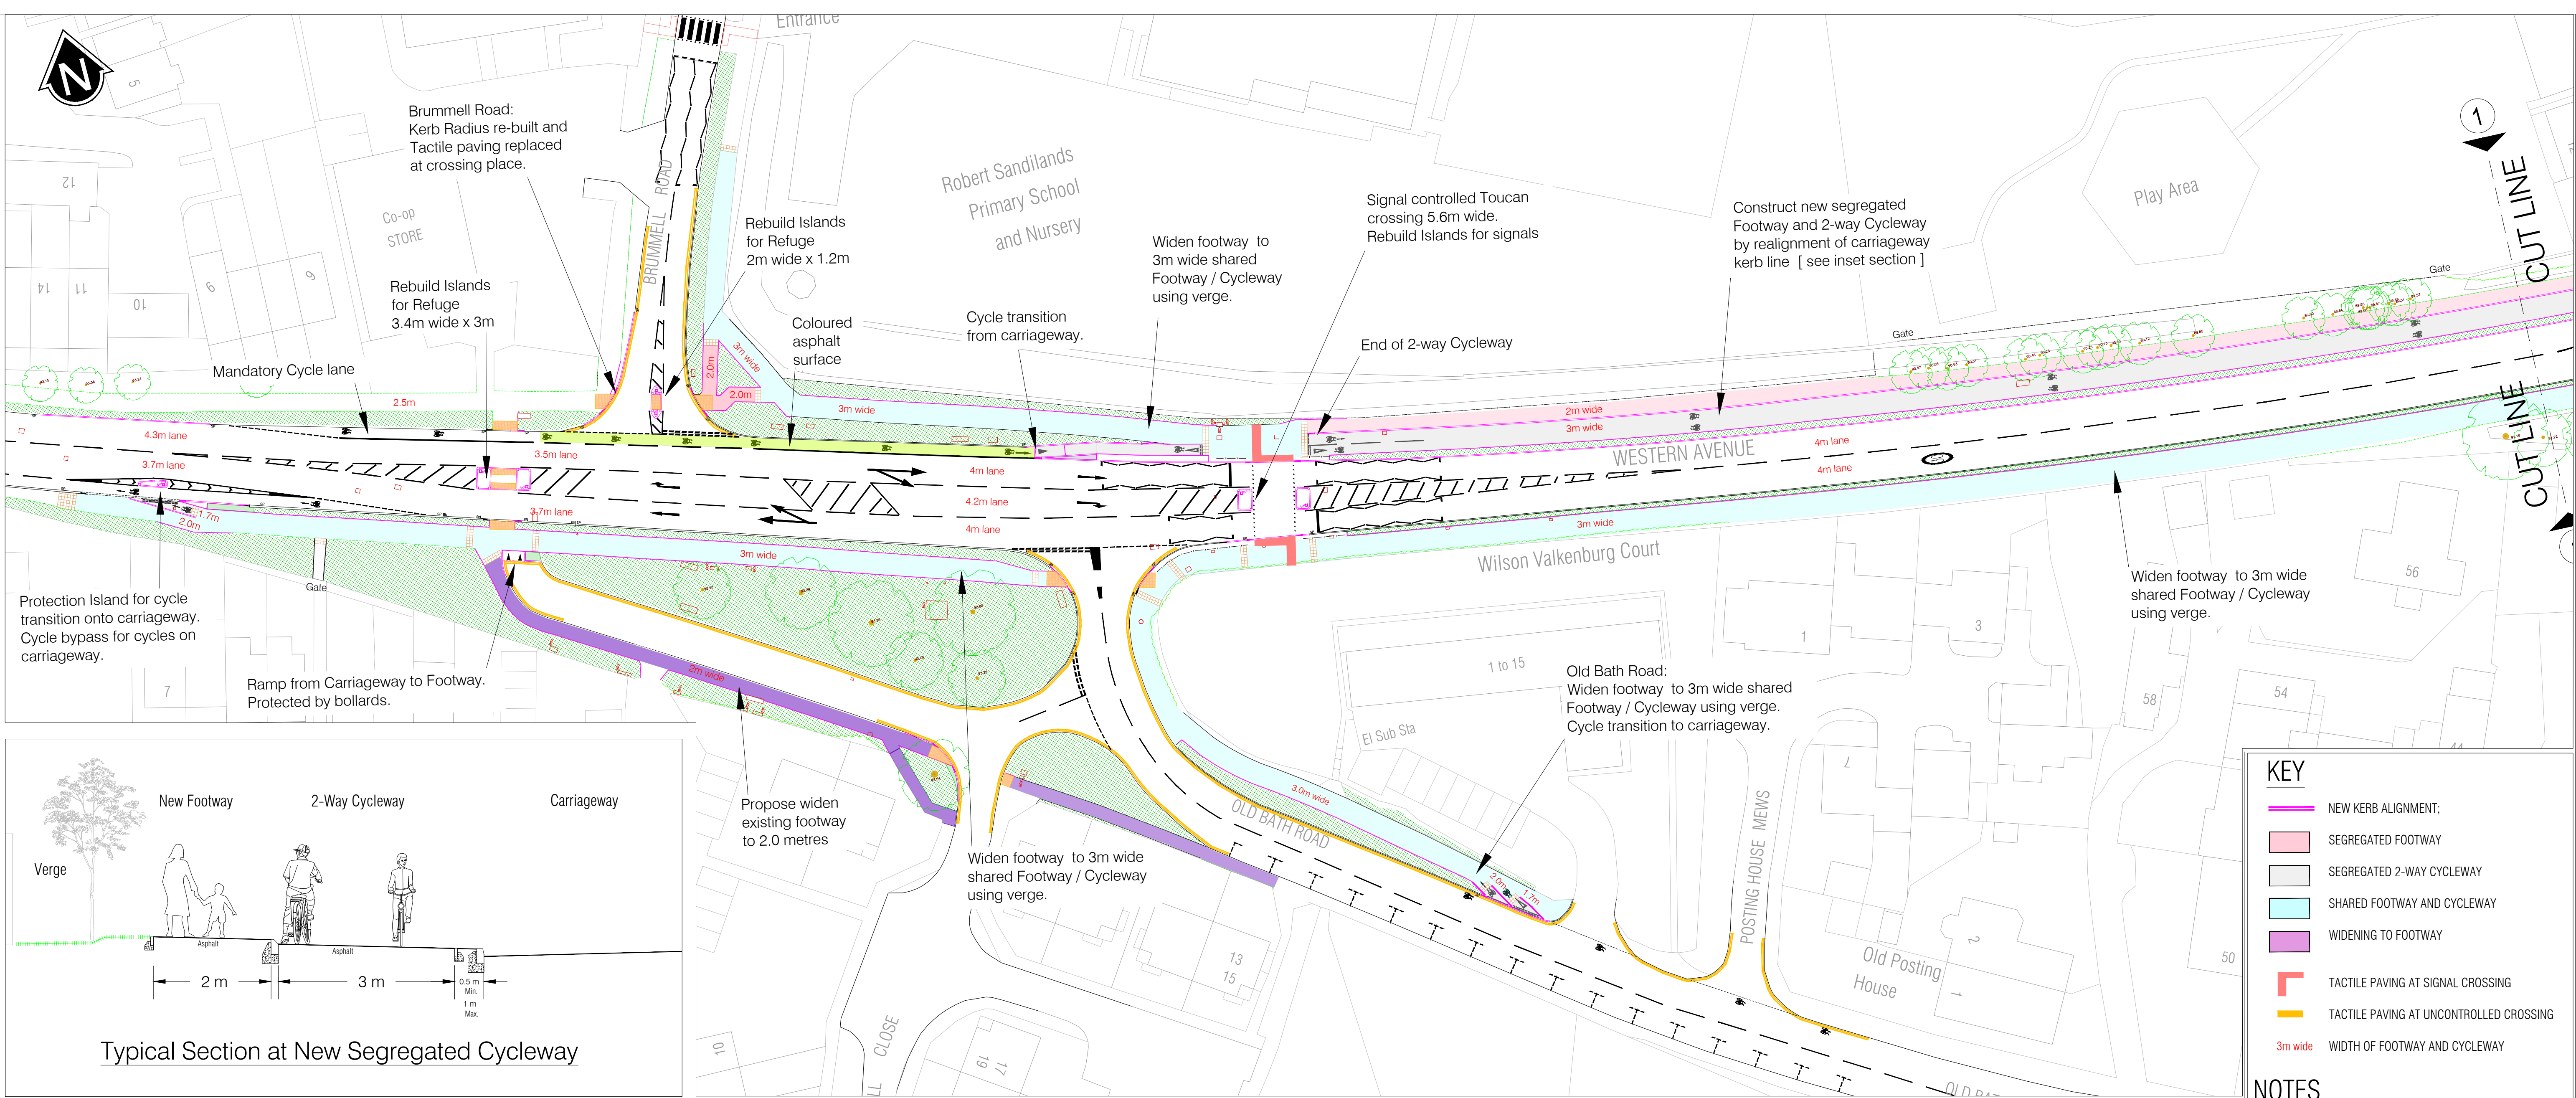 Entrance
N
5
1
CUT LINE
Brummell Road:
Kerb Radius re-built and
Tactile paving replaced
at crossing place.
12
Co-op
STORE
9
9
14
11
10
BRUMMELL ROAD
Robert Sandilands
Primary School
and Nursery
Play Area
Rebuild Islands
for Refuge
2m wide x 1.2m
Rebuild Islands
for Refuge
3.4m wide x 3m
Coloured
asphalt
surface
Cycle transition
from carriageway.
Widen footway to
3m wide shared
Footway / Cycleway
using verge.
Signal controlled Toucan
crossing 5.6m wide.
Rebuild Islands for signals
End of 2-way Cycleway
Construct new segregated
Footway and 2-way Cycleway
by realignment of carriageway
kerb line [ see inset section ]
Gate
Gate
Mandatory Cycle lane
2.5m
2.0m
3m wide
2.0m
3m wide
2m wide
3m wide
4.3m lane
3.7m lane
3.5m lane
3.7m lane
4m lane
4.2m lane
4m lane
WESTERN AVENUE
4m lane
4m lane
CUT LINE
1.7m
2.0m
3m wide
3m wide
Wilson Valkenburg Court
Gate
Protection Island for cycle
transition onto carriageway.
Cycle bypass for cycles on
carriageway.
7
Ramp from Carriageway to Footway.
Protected by bollards.
2m wide
Propose widen
existing footway
to 2.0 metres
Widen footway to 3m wide
shared Footway / Cycleway
using verge.
1 to 15
El Sub Sta
Old Bath Road:
Widen footway to 3m wide shared
Footway / Cycleway using verge.
Cycle transition to carriageway.
Widen footway to 3m wide
shared Footway / Cycleway
using verge.
1
3
56
58
54
44
7
50
3.0m wide
OLD BATH ROAD
2.0m
1.7m
POSTING HOUSE MEWS
Old Posting
House
2
1
13
15
10
19
17
CLOSE
OLD BAT
New Footway
2-Way Cycleway
Carriageway
Verge
Asphalt
Asphalt
2 m
3 m
0.5 m
Min.
1 m
Max.
Typical Section at New Segregated Cycleway
KEY
NEW KERB ALIGNMENT;
SEGREGATED FOOTWAY
SEGREGATED 2-WAY CYCLEWAY
SHARED FOOTWAY AND CYCLEWAY
WIDENING TO FOOTWAY
TACTILE PAVING AT SIGNAL CROSSING
TACTILE PAVING AT UNCONTROLLED CROSSING
3m wide WIDTH OF FOOTWAY AND CYCLEWAY
NOTES